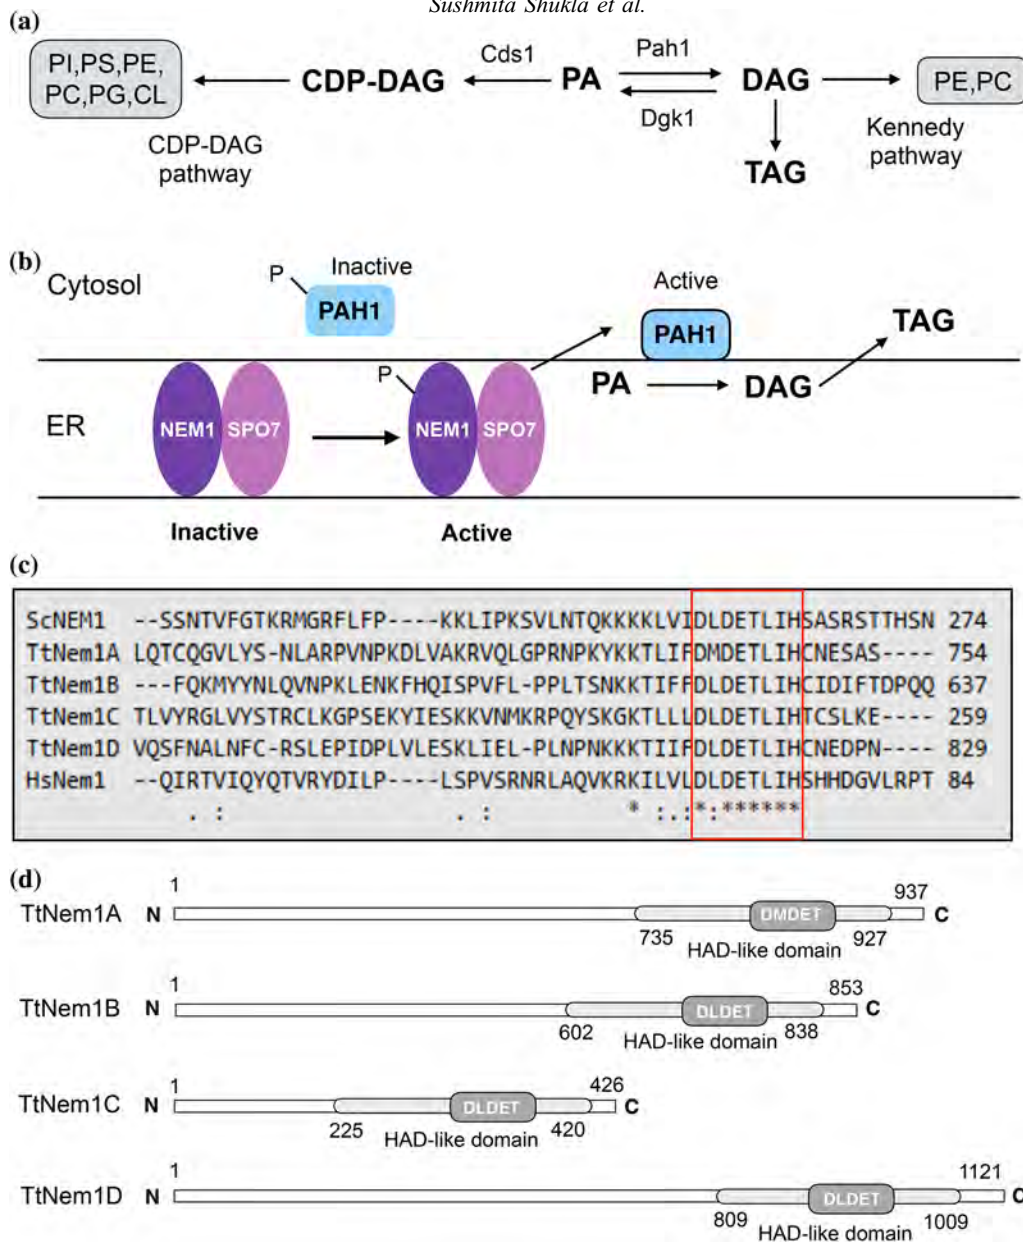 Sushmita Shukla et al.
(a)
PI,PS,PE,
PC,PG,CL
CDP-DAG
pathway
CDP-DAG
Cds1
PA
Pah1
Dgk1
DAG
TAG
PE,PC
Kennedy
pathway
(b)
Cytosol
P
Inactive
PAH1
Active
PAH1
TAG
PA
DAG
ER
NEM1 SPO7
P
NEM1 SPO7
Inactive
Active
(c)
ScNEM1 --SSNTVFGTKRMGRFLFP----KKLIPKSVLNTQKKKKLVIDLDETLIHSASRSTTHSN 274
TtNem1A LQTCQGVLYS-NLARPVNPKDLVAKRVQLGPRNPKYKKTLIFDMDETLIHCNESAS---- 754
TtNem1B ---FQKMYYNLQVNPKLENKFHQISPVFL-PPLTSNKKTIFFDLDETLIHCIDIFTDPQQ 637
TtNem1C TLVYRGLVYSTRCLKGPSEKYIESKKVNMKRPQYSKGKTLLLDLDETLIHTCSLKE---- 259
TtNem1D VQSFNALNFC-RSLEPIDPLVLESKLIEL-PLNPNKKKTIIFDLDETLIHCNEDPN---- 829
HsNem1 --QIRTVIQYQTVRYDILP----LSPVSRNRLAQVKRKILVLDLDETLIHSHHDGVLRPT 84
. : . : * :.:*:******
(d)
TtNem1A N 1 DMDET 937 C
735 HAD-like domain 927
TtNem1B N 1 DLDET 853 C
602 HAD-like domain 838
TtNem1C N 1 DLDET 426 C
225 HAD-like domain 420
TtNem1D N 1 DLDET 1121 C
809 HAD-like domain 1009